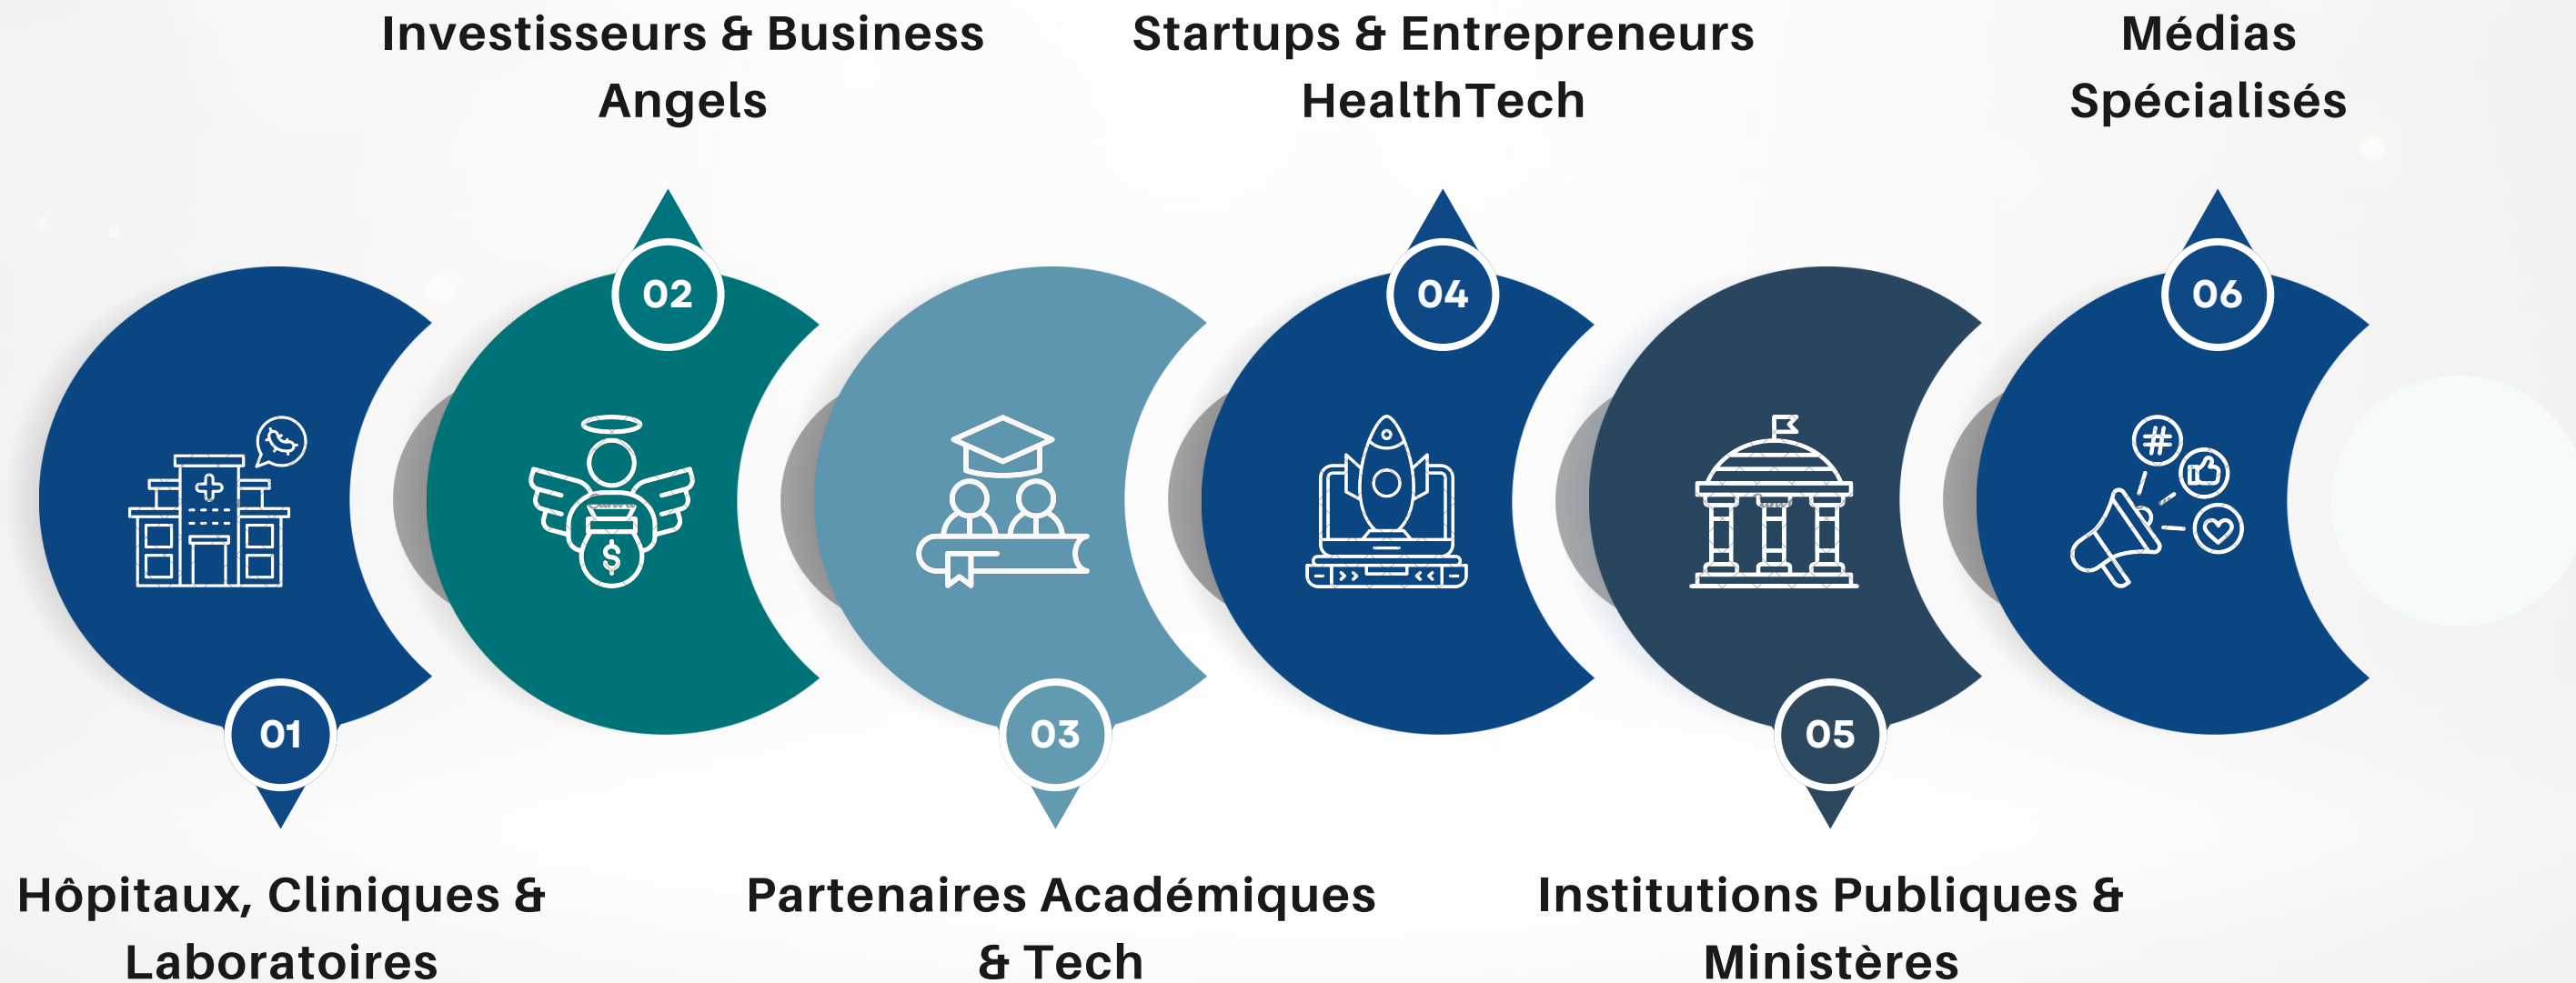 Investisseurs & Business
Angels
Startups & Entrepreneurs
HealthTech
Médias
Spécialisés
02
04
06
#
$
01
03
05
Hôpitaux, Cliniques &
Laboratoires
Partenaires Académiques
& Tech
Institutions Publiques &
Ministères